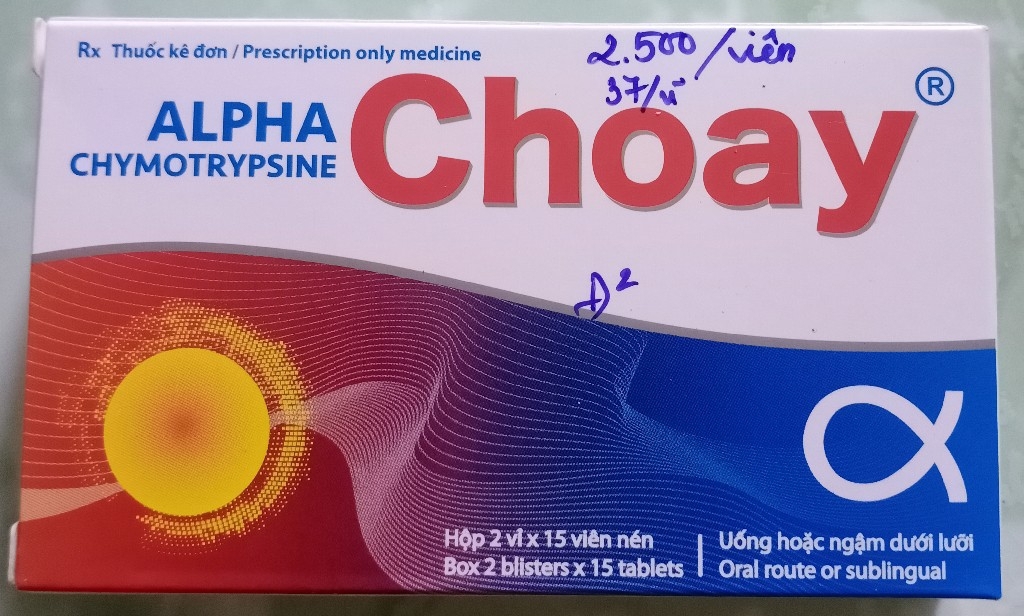 Rx Thuốc kê đơn / Prescription only medicine
2.500/viên
37/vỉ
ALPHA
CHYMOTRYPSINE
Choay®
Hộp 2 vỉ x 15 viên nén
Box 2 blisters x 15 tablets
Uống hoặc ngậm dưới lưỡi
Oral route or sublingual